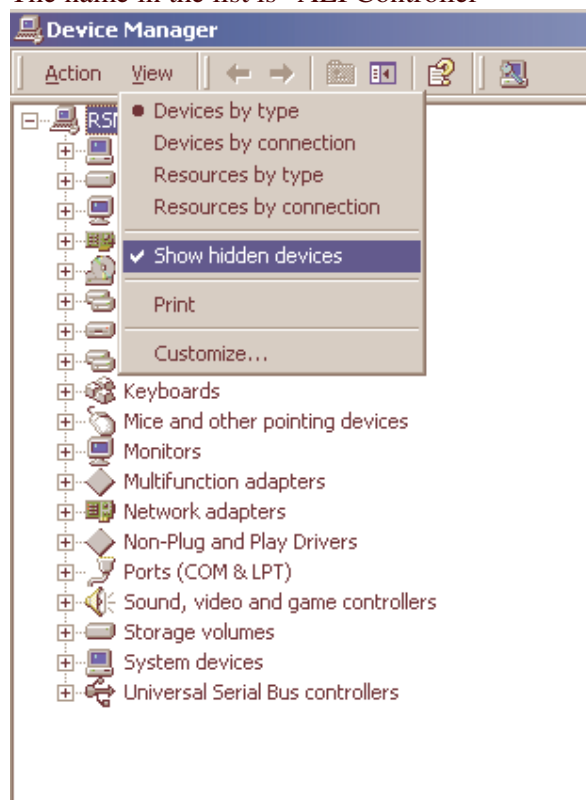 The name in the list is "AEI Controller"
Device Manager
Action View
RSM
Devices by type
Devices by connection
Resources by type
Resources by connection
Show hidden devices
Print
Customize...
Keyboards
Mice and other pointing devices
Monitors
Multifunction adapters
Network adapters
Non-Plug and Play Drivers
Ports (COM & LPT)
Sound, video and game controllers
Storage volumes
System devices
Universal Serial Bus controllers